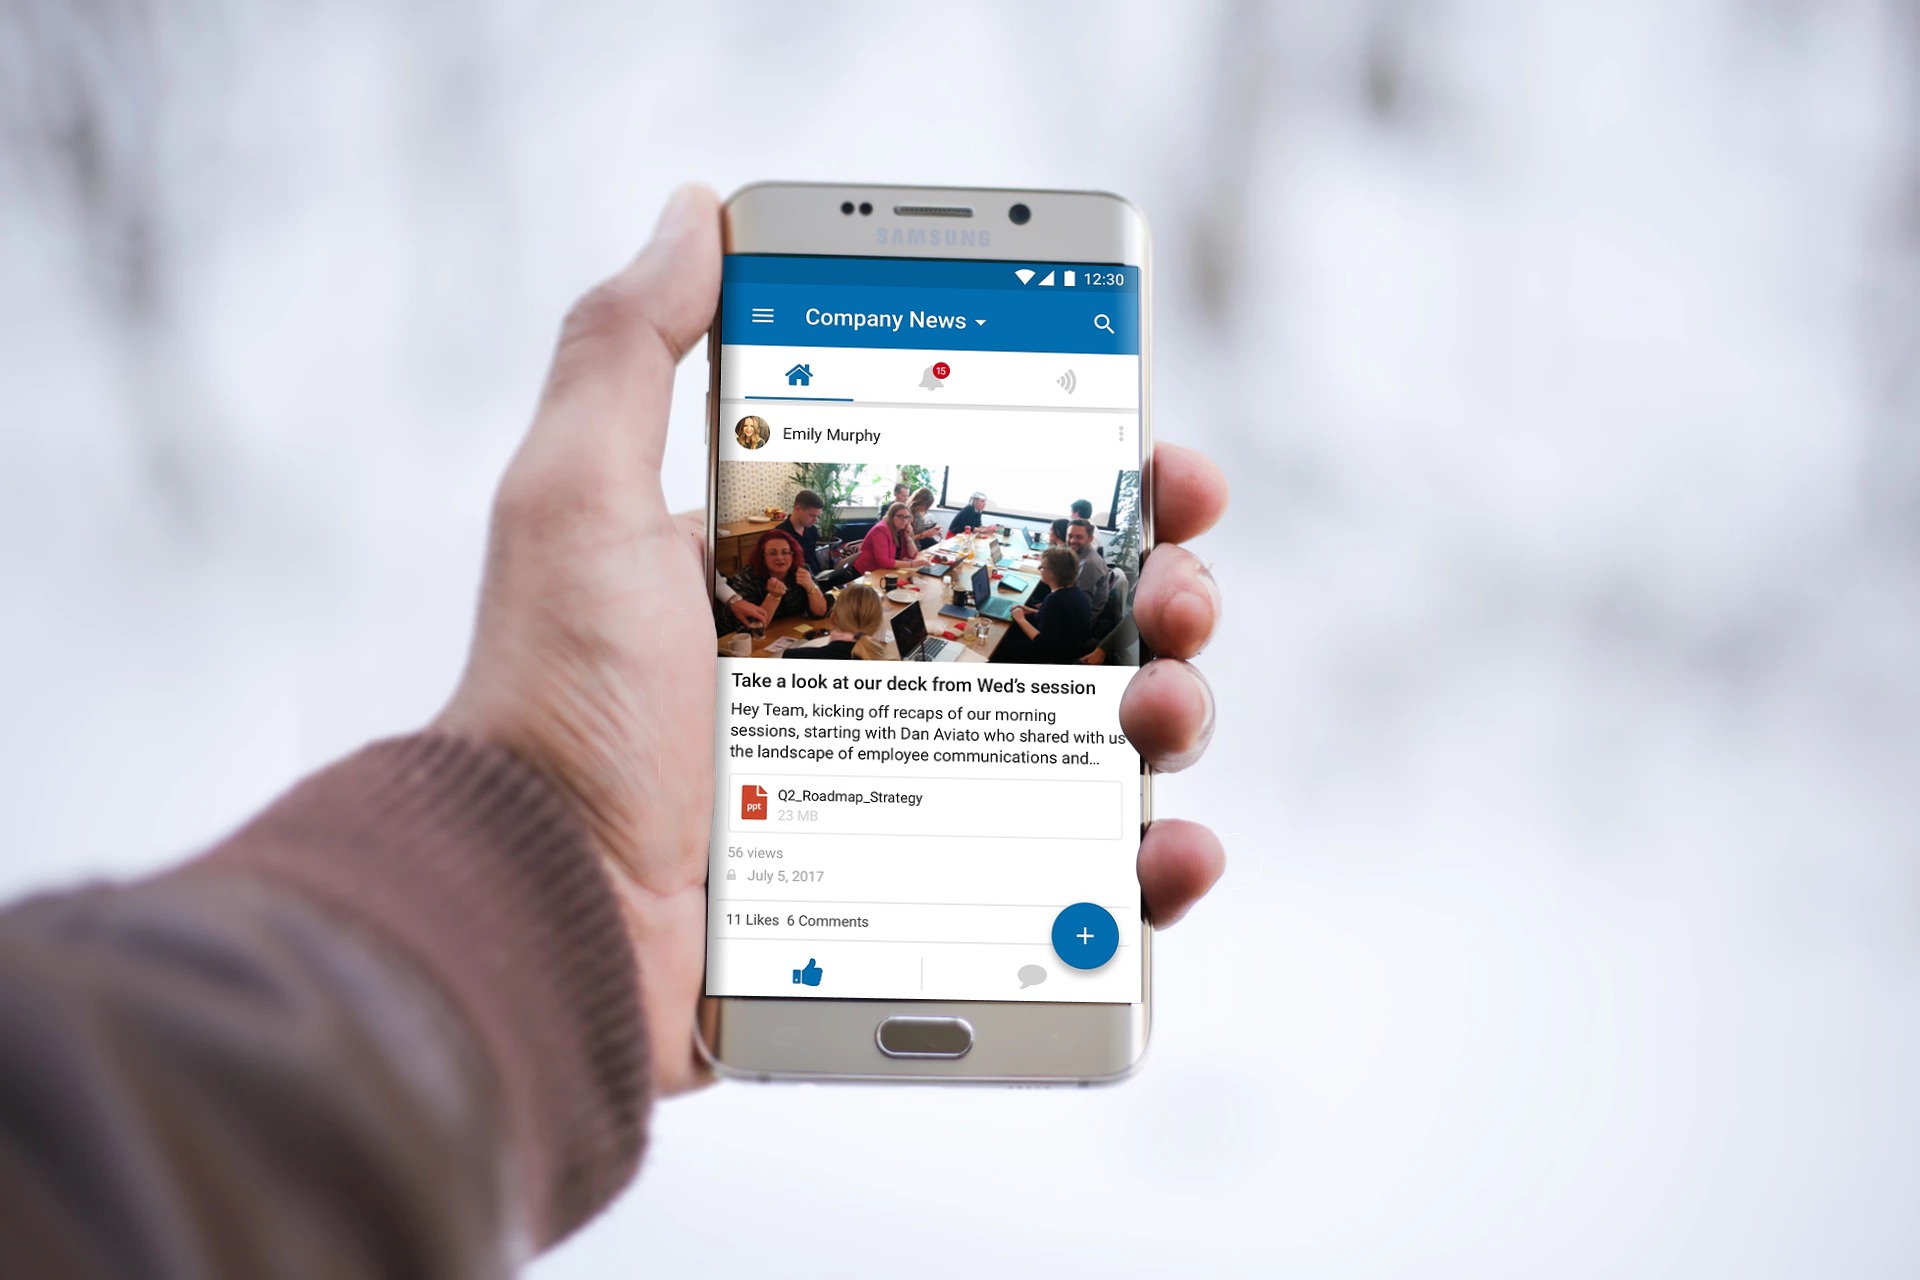 SAMSUNG
12:30
Company News
15
Emily Murphy
Take a look at our deck from Wed's session
Hey Team, kicking off recaps of our morning
sessions, starting with Dan Aviato who shared with us
the landscape of employee communications and...
ppt
Q2_Roadmap_Strategy
23 MB
56 views
July 5, 2017
11 Likes 6 Comments